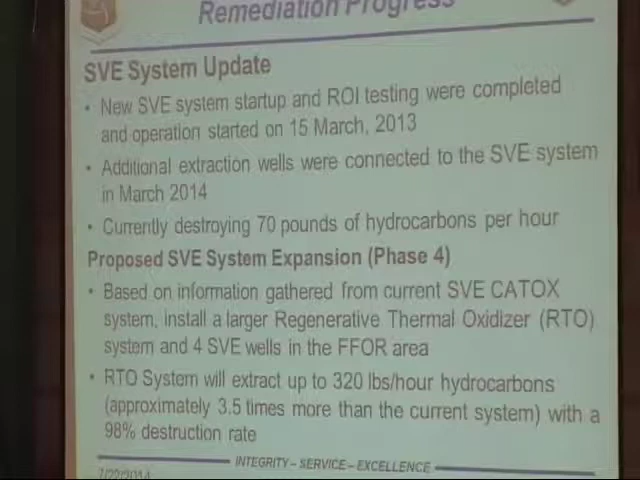 Remediation Progress
SVE System Update
• New SVE system startup and ROI testing were completed
and operation started on 15 March, 2013
• Additional extraction wells were connected to the SVE system
in March 2014
• Currently destroying 70 pounds of hydrocarbons per hour
Proposed SVE System Expansion (Phase 4)
• Based on information gathered from current SVE CATOX
system, install a larger Regenerative Thermal Oxidizer (RTO)
system and 4 SVE wells in the FFOR area
• RTO System will extract up to 320 lbs/hour hydrocarbons
(approximately 3.5 times more than the current system) with a
98% destruction rate
INTEGRITY – SERVICE – EXCELLENCE
7/22/2014